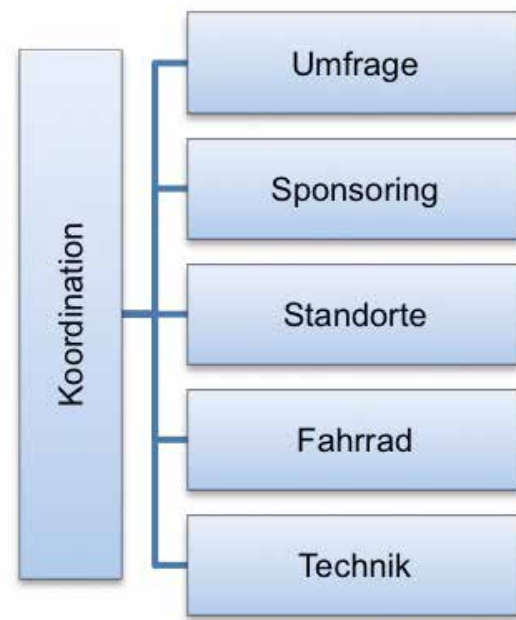 Koordination
Umfrage
Sponsoring
Standorte
Fahrrad
Technik